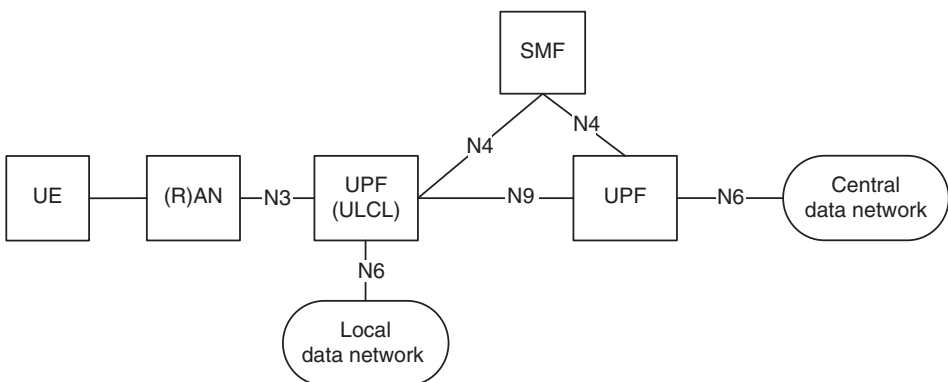 SMF
N4
N4
UE
(R)AN
N3
UPF
(ULCL)
N9
UPF
N6
Central
data network
N6
Local
data network